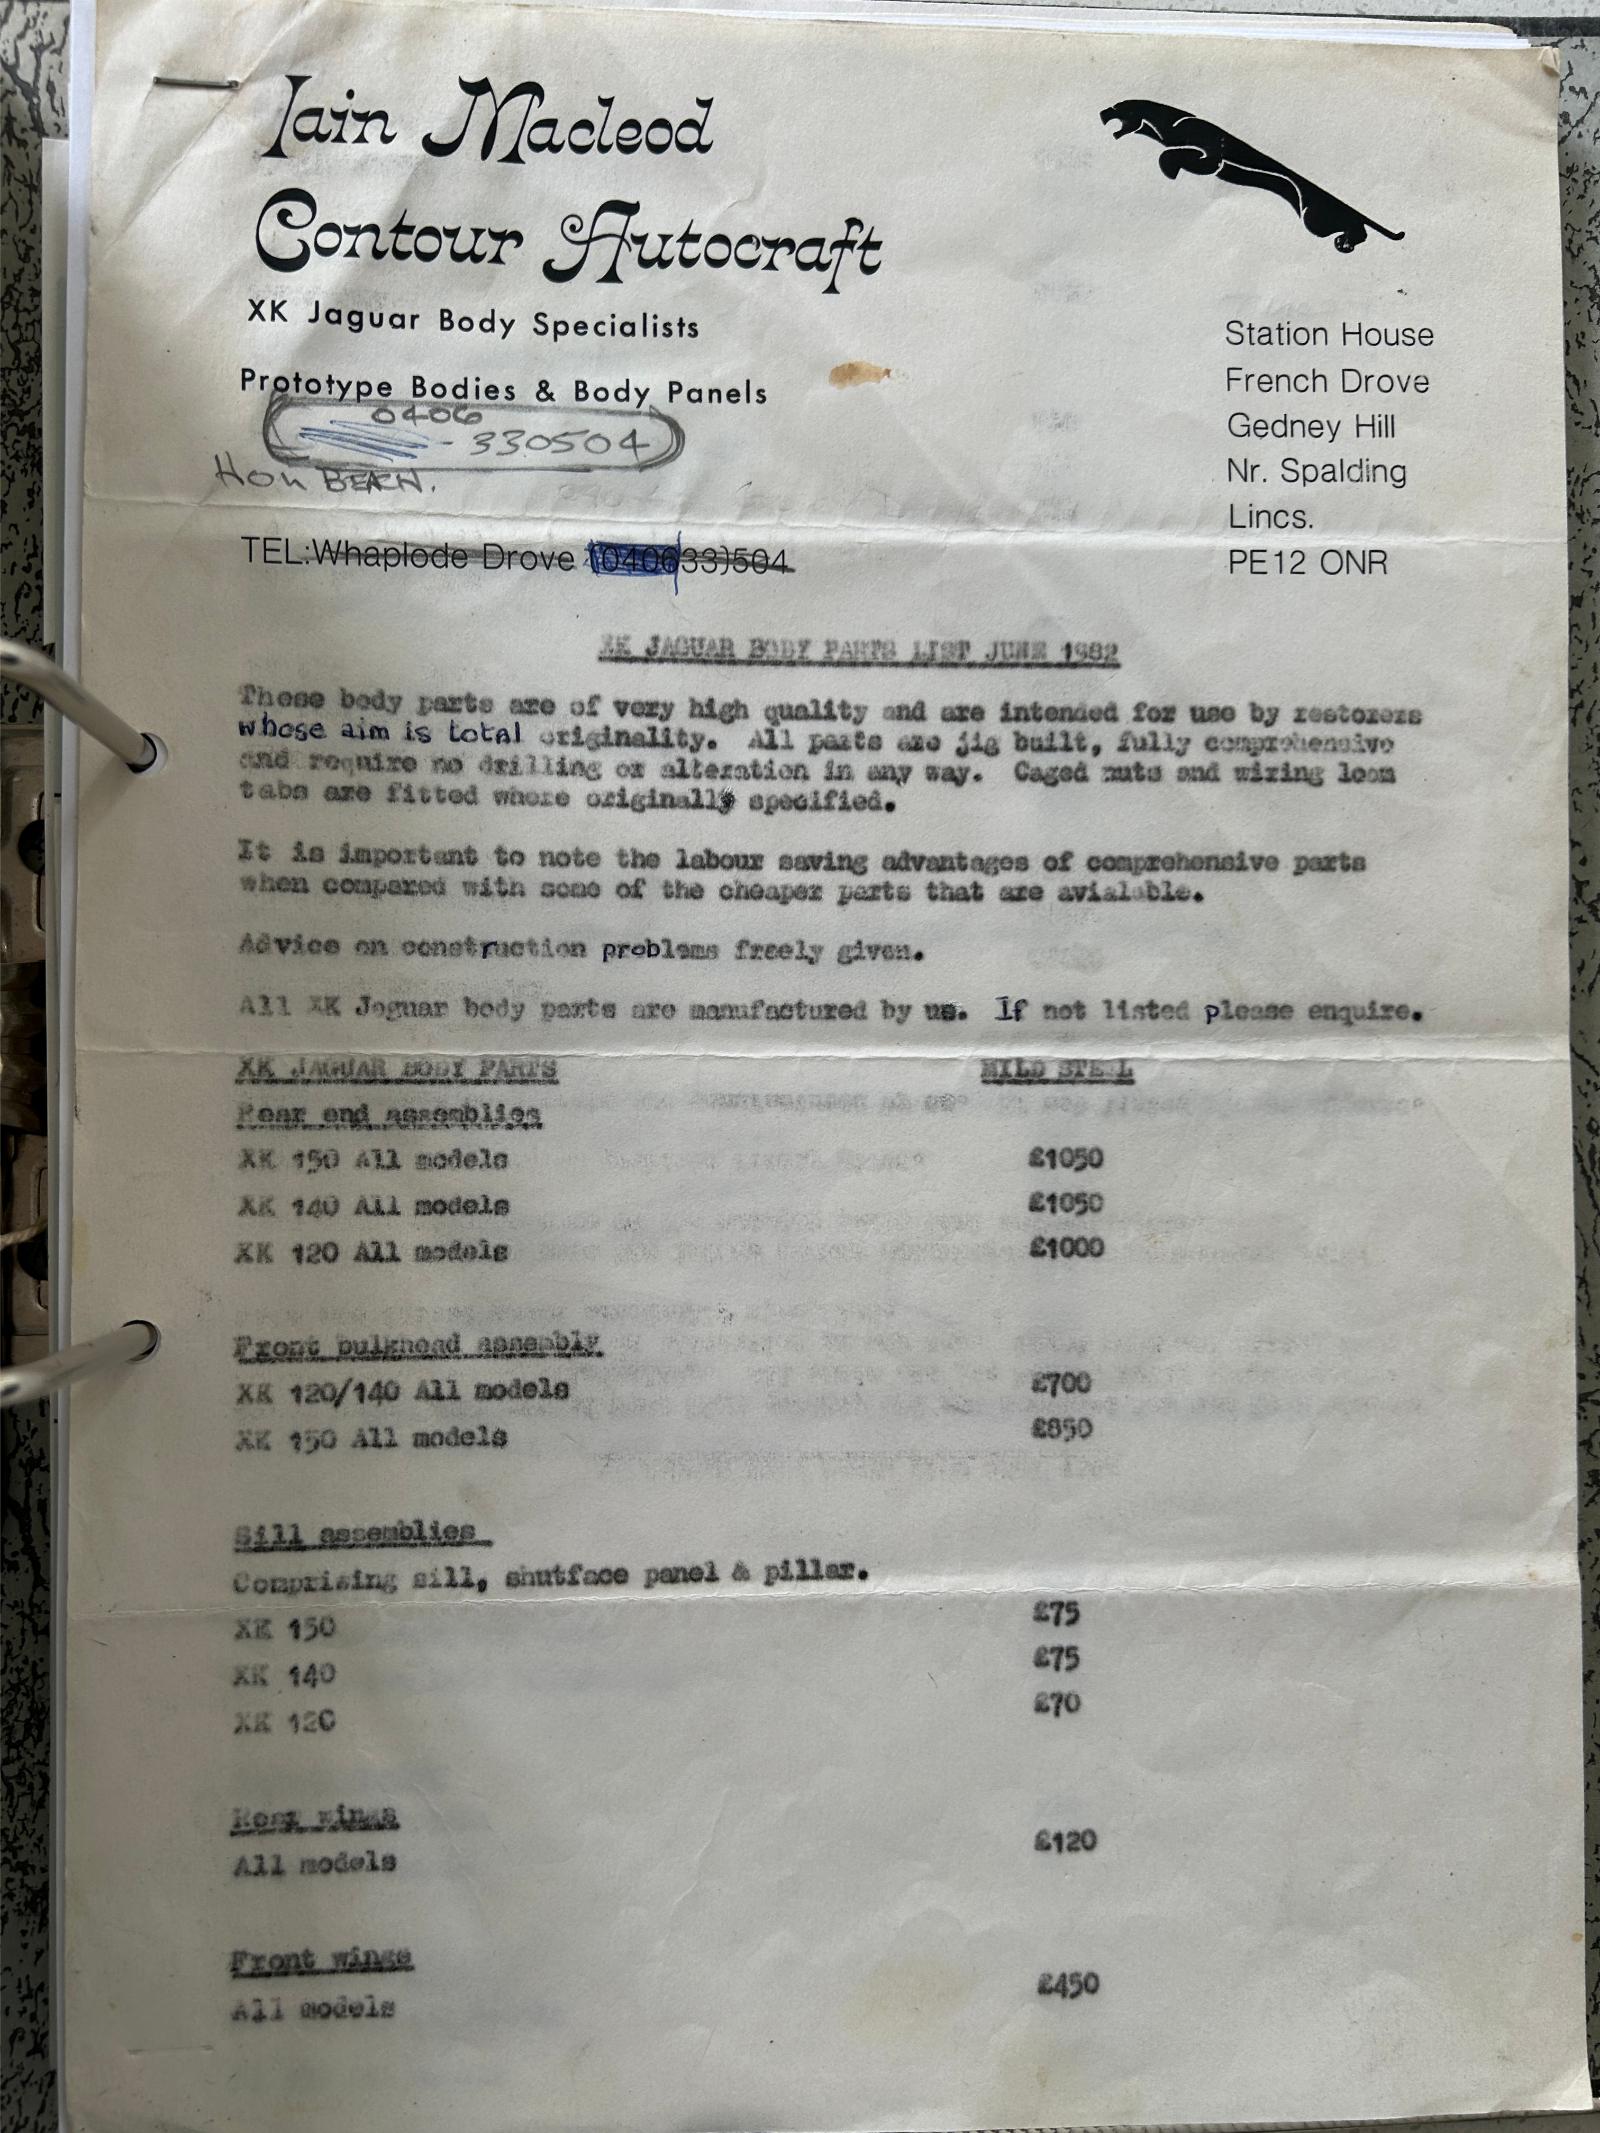 Iain Macleod
Contour Autocraft
XK Jaguar Body Specialists
Prototype Bodies & Body Panels
0406
- 330504
TEL: Whaplode Drove (040633)504
Station House
French Drove
Gedney Hill
Nr. Spalding
Lincs.
PE12 ONR
XK JAGUAR BODY PARTS LIST JUNE 1982
These body parts are of very high quality and are intended for use by restorers
whose aim is total originality. All parts are jig built, fully comprehensive
and require no drilling or alteration in any way. Caged nuts and wiring loom
tabs are fitted where originally specified.
It is important to note the labour saving advantages of comprehensive parts
when compared with some of the cheaper parts that are avialable.
Advice on construction problems freely given.
All XK Jaguar body parts are manufactured by us. If not listed please enquire.
XK JAGUAR BODY PARTS MILD STEEL
Rear end assemblies
XK 150 All models £1050
XK 140 All models £1050
XK 120 All models £1000
Front bulkhead assembly
XK 120/140 All models £700
XK 150 All models £850
Sill assemblies
Comprising sill, shutface panel & pillar.
XK 150 £75
XK 140 £75
XK 120 £70
Rear wings
All models £120
Front wings
All models £450